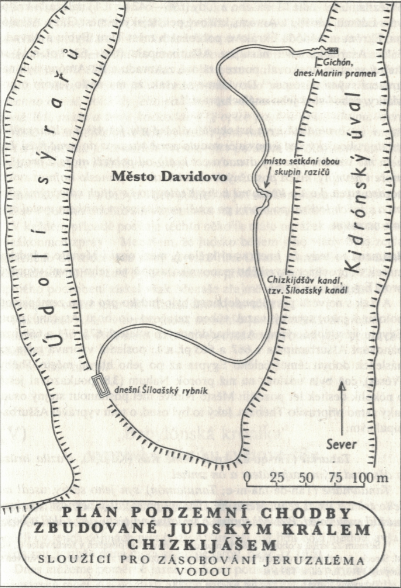 Gichón,
dnes: Mariin pramen
místo setkání obou
skupin razičů
Město Davidovo
Údolí sýrařů
Kidrónský úval
Chizkijášův kanál,
tzv. Šíloašský kanál
dnešní Šíloašský rybník
Sever
0 25 50 75 100 m
PLÁN PODZEMNÍ CHODBY
ZBUDOVANÉ JUDSKÝM KRÁLEM
CHIZKIJÁŠEM
SLOUŽÍCÍ PRO ZÁSOBOVÁNÍ JERUZALÉMA
VODOU